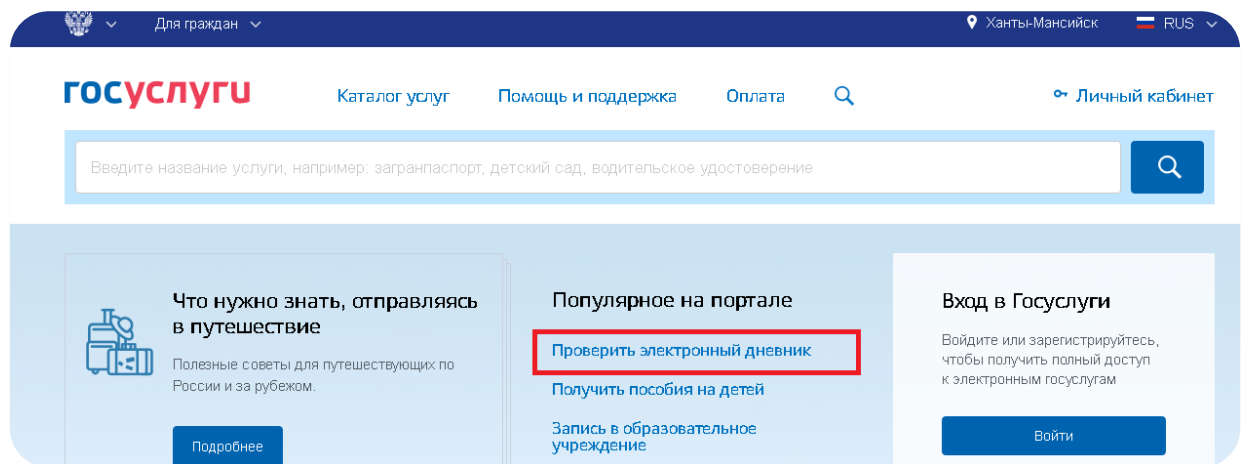 Для граждан
Ханты-Мансийск
RUS
госуслуги
Каталог услуг
Помощь и поддержка
Оплата
Личный кабинет
Введите название услуги, например: загранпаспорт, детский сад, водительское удостоверение
Что нужно знать, отправляясь
в путешествие
Полезные советы для путешествующих по
России и за рубежом.
Подробнее
Популярное на портале
Проверить электронный дневник
Получить пособия на детей
Запись в образовательное
учреждение
Вход в Госуслуги
Войдите или зарегистрируйтесь,
чтобы получить полный доступ
к электронным госуслугам
Войти